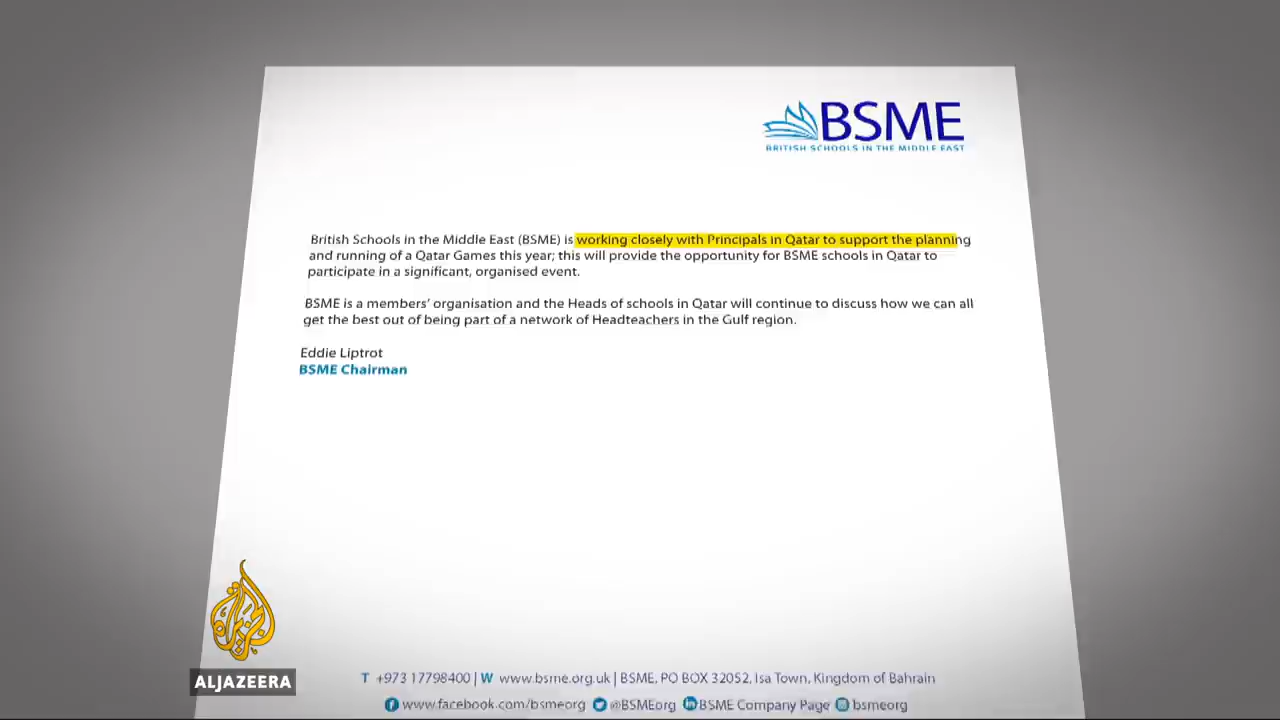 BSME
BRITISH SCHOOLS IN THE MIDDLE EAST
British Schools in the Middle East (BSME) is working closely with Principals in Qatar to support the planning
and running of a Qatar Games this year; this will provide the opportunity for BSME schools in Qatar to
participate in a significant, organised event.
BSME is a members' organisation and the Heads of schools in Qatar will continue to discuss how we can all
get the best out of being part of a network of Headteachers in the Gulf region.
Eddie Liptrot
BSME Chairman
الجزيرة
ALJAZEERA
T +973 17798400 | W www.bsme.org.uk | BSME, PO BOX 32052, Isa Town, Kingdom of Bahrain
www.facebook.com/bsmeorg @BSMEorg BSME Company Page bsmeorg